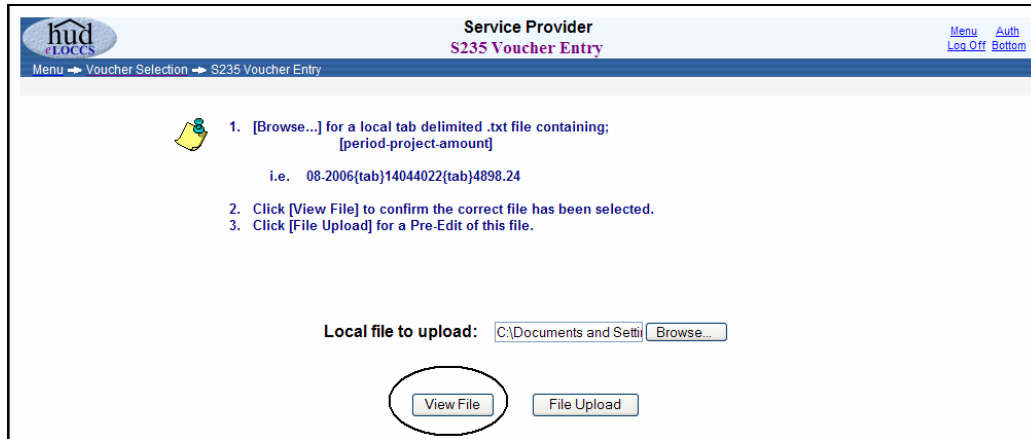 hud
eLOCCS
Service Provider
S235 Voucher Entry
Menu Auth
Log Off Bottom
Menu ➔ Voucher Selection ➔ S235 Voucher Entry
1. [Browse...] for a local tab delimited .txt file containing;
[period-project-amount]
i.e. 08-2006{tab}14044022{tab}4898.24
2. Click [View File] to confirm the correct file has been selected.
3. Click [File Upload] for a Pre-Edit of this file.
Local file to upload: C:\Documents and Settin Browse...
View File File Upload